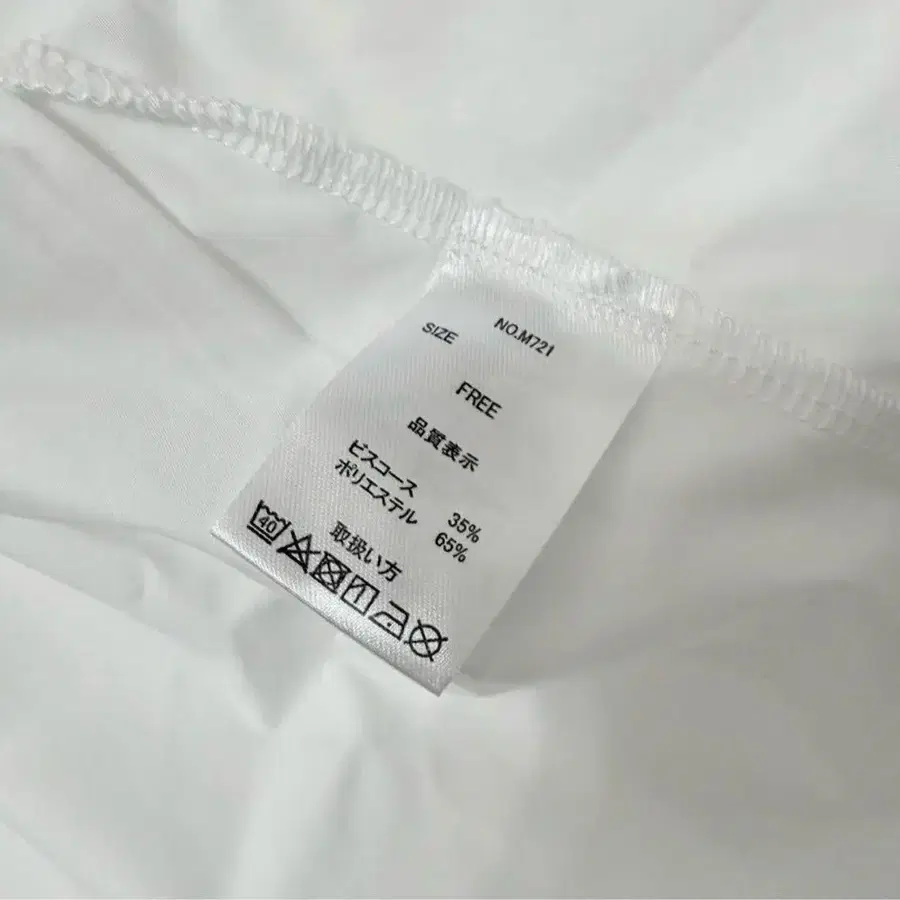 NO.M721
SIZE
FREE
品質表示
ビスコース 35%
ポリエステル 65%
取扱い方
40